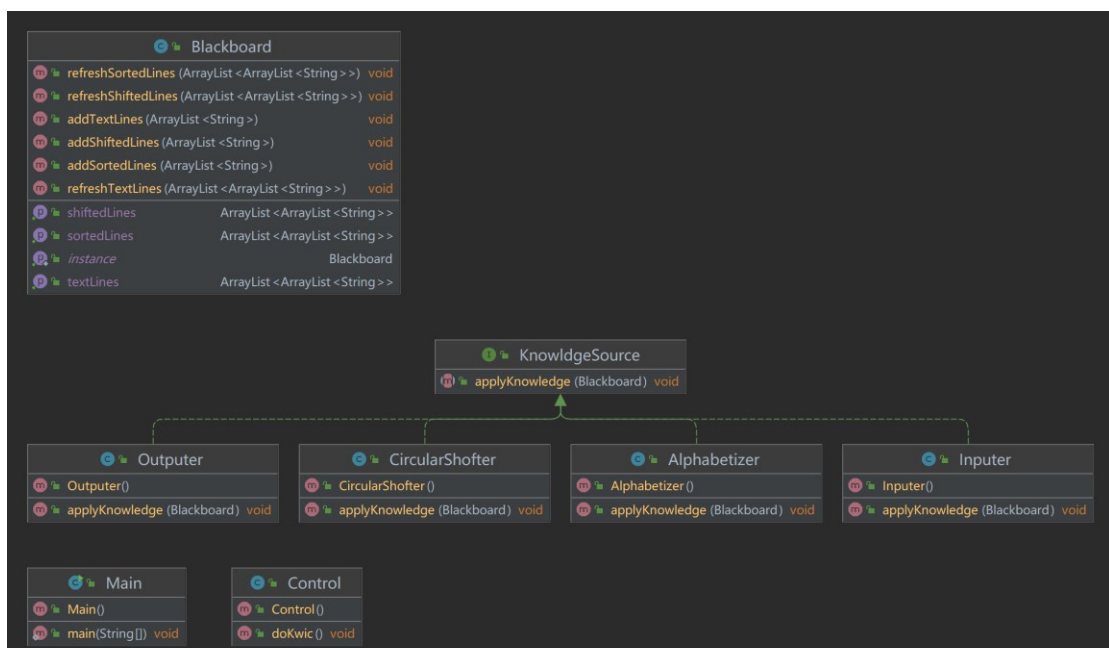 Blackboard
refreshSortedLines (ArrayList <ArrayList <String>>) void
refreshShiftedLines (ArrayList <ArrayList <String>>) void
addTextLines (ArrayList <String>) void
addShiftedLines (ArrayList <String>) void
addSortedLines (ArrayList <String>) void
refreshTextLines (ArrayList <ArrayList <String>>) void
shiftedLines ArrayList <ArrayList <String>>
sortedLines ArrayList <ArrayList <String>>
instance Blackboard
textLines ArrayList <ArrayList <String>>
KnowldgeSource
applyKnowledge (Blackboard) void
Outputer
Outputer()
applyKnowledge (Blackboard) void
CircularShofter
CircularShofter()
applyKnowledge (Blackboard) void
Alphabetizer
Alphabetizer()
applyKnowledge (Blackboard) void
Inputer
Inputer()
applyKnowledge (Blackboard) void
Main
Main()
main(String[]) void
Control
Control()
doKwic() void